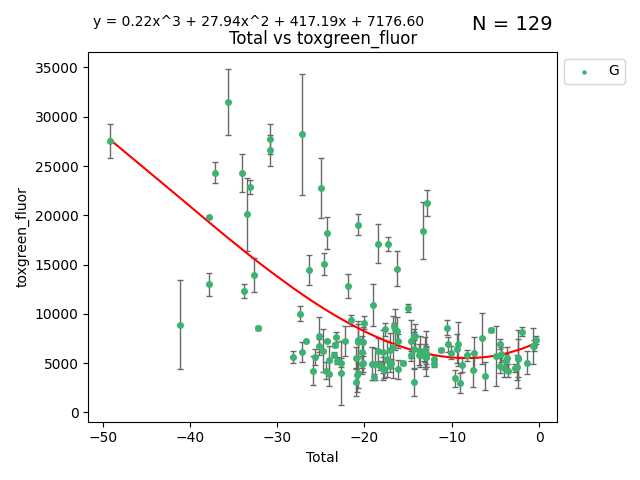 y = 0.22x^3 + 27.94x^2 + 417.19x + 7176.60
N = 129
Total vs toxgreen_fluor
G
35000
30000
25000
20000
15000
10000
5000
0
toxgreen_fluor
−50 −40 −30 −20 −10 0
Total